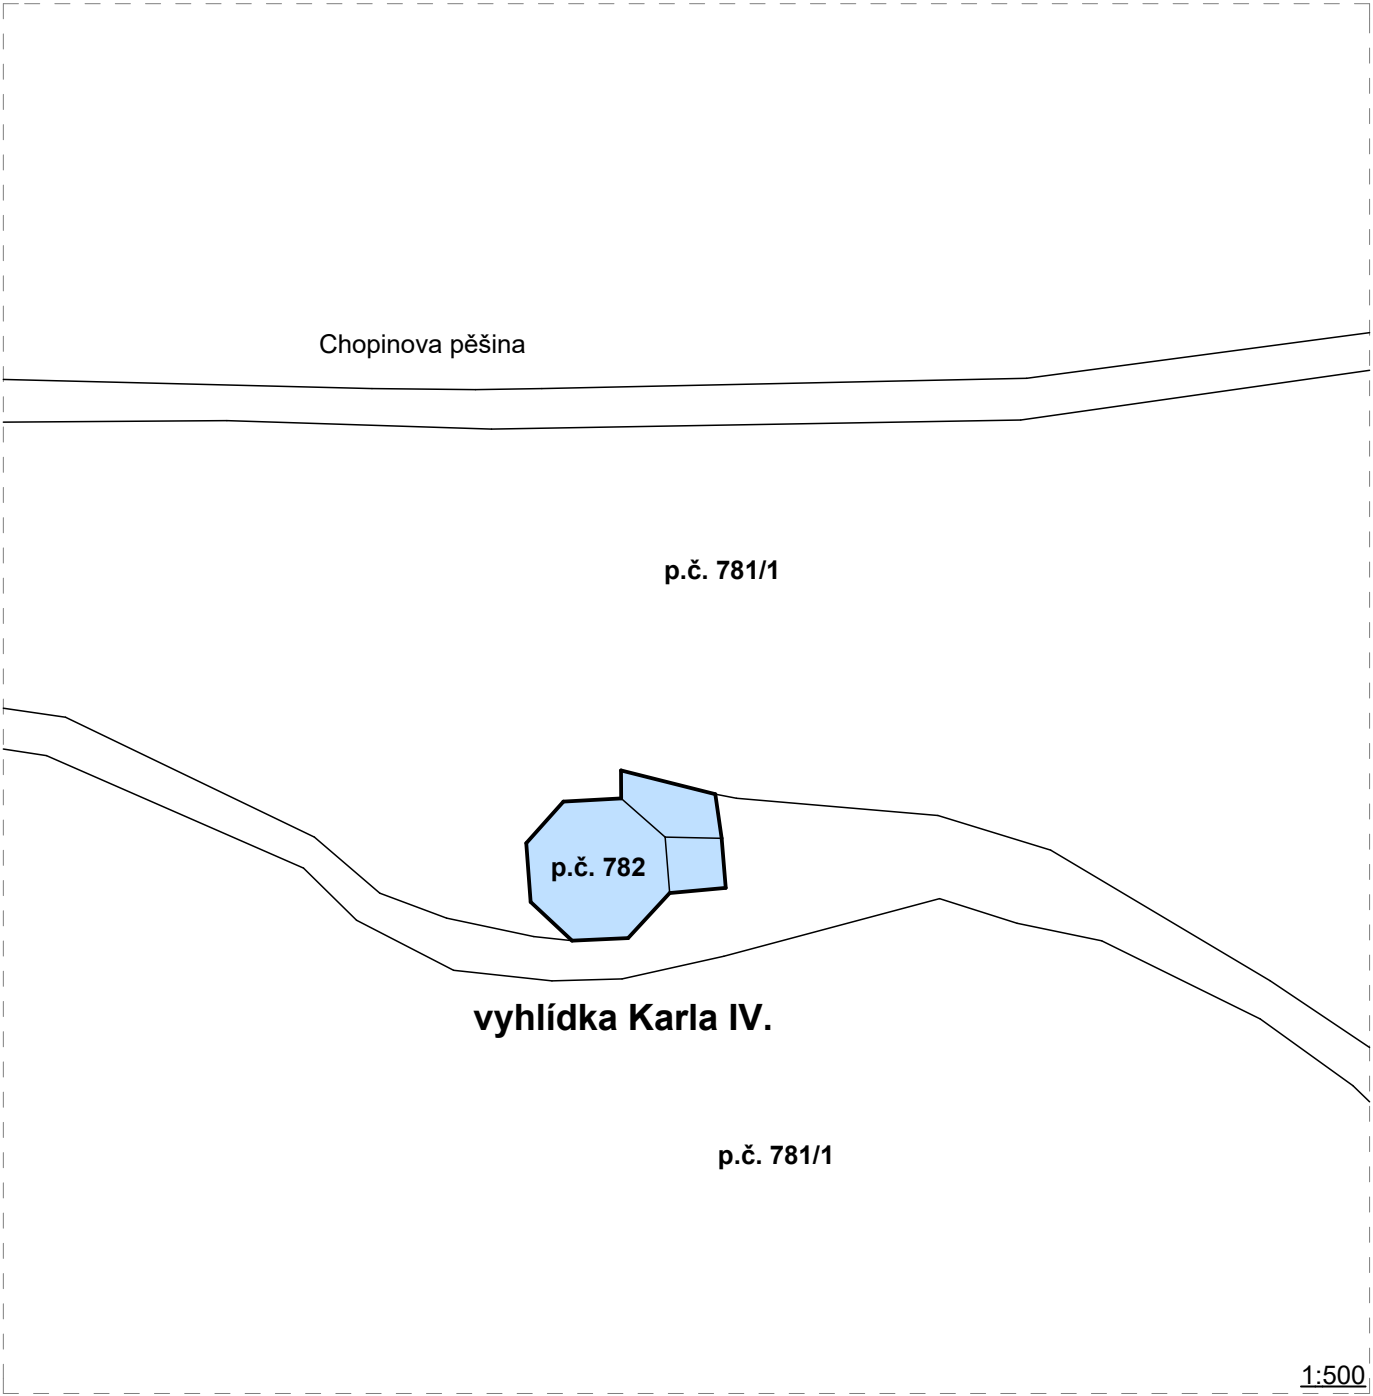 Chopinova pěšina
p.č. 781/1
p.č. 782
vyhlídka Karla IV.
p.č. 781/1
1:500